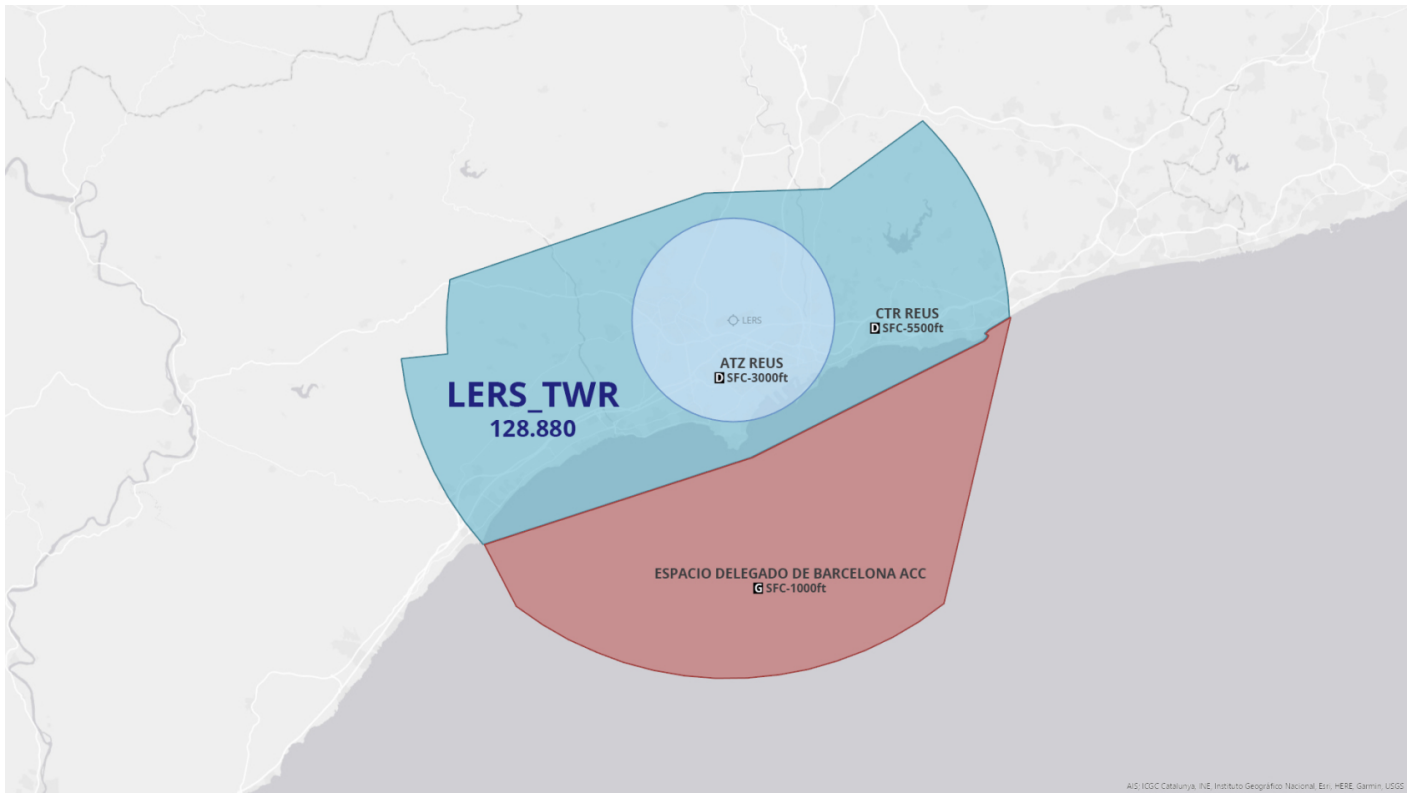 LERS
CTR REUS
D SFC-5500ft
ATZ REUS
D SFC-3000ft
LERS_TWR
128.880
ESPACIO DELEGADO DE BARCELONA ACC
G SFC-1000ft
AIS; ICGC Catalunya, INE, Instituto Geográfico Nacional, Esri, HERE, Garmin, USGS